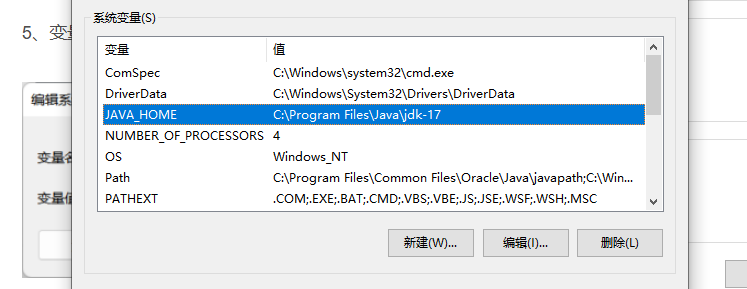 5、变
系统变量(S)
变量 值
ComSpec C:\Windows\system32\cmd.exe
DriverData C:\Windows\System32\Drivers\DriverData
编辑系
JAVA_HOME C:\Program Files\Java\jdk-17
NUMBER_OF_PROCESSORS 4
变量名
OS Windows_NT
Path C:\Program Files\Common Files\Oracle\Java\javapath;C:\Win...
变量值
PATHEXT .COM;.EXE;.BAT;.CMD;.VBS;.VBE;.JS;.JSE;.WSF;.WSH;.MSC
新建(W)... 编辑(I)... 删除(L)